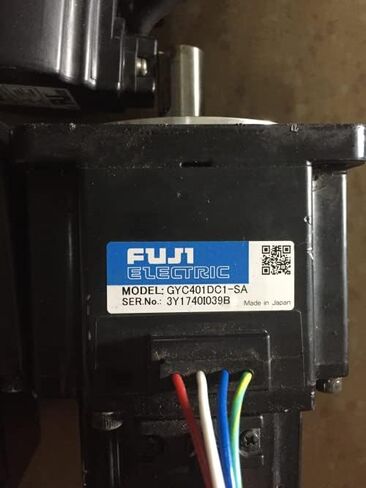 FUJI
ELECTRIC
MODEL: GYC401DC1-SA
SER.No.: 3Y1740I039B
Made in Japan